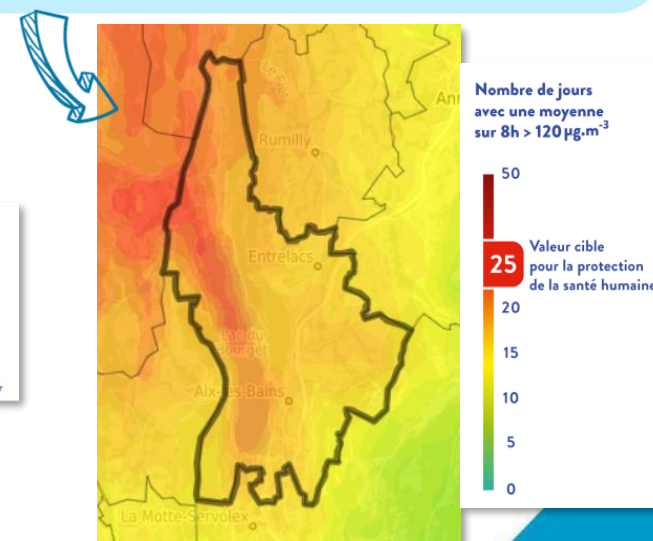 Nombre de jours
avec une moyenne
sur 8h > 120 µg.m-3
50
25
Valeur cible
pour la protection
de la santé humaine
20
15
10
5
0
Le Fier
Rumilly
Entrelacs
Lac du
Bourget
Aix-les-Bains
La Motte-Servolex